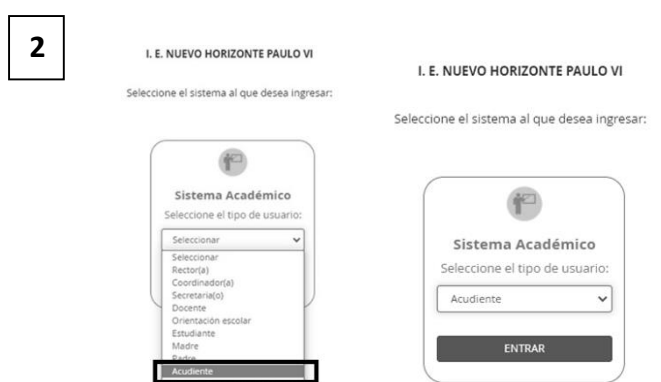 2
I. E. NUEVO HORIZONTE PAULO VI
Seleccione el sistema al que desea ingresar:
Sistema Académico
Seleccione el tipo de usuario:
Seleccionar
Seleccionar
Rector(a)
Coordinador(a)
Secretaria(o)
Docente
Orientación escolar
Estudiante
Madre
Padre
Acudiente
I. E. NUEVO HORIZONTE PAULO VI
Seleccione el sistema al que desea ingresar:
Sistema Académico
Seleccione el tipo de usuario:
Acudiente
ENTRAR